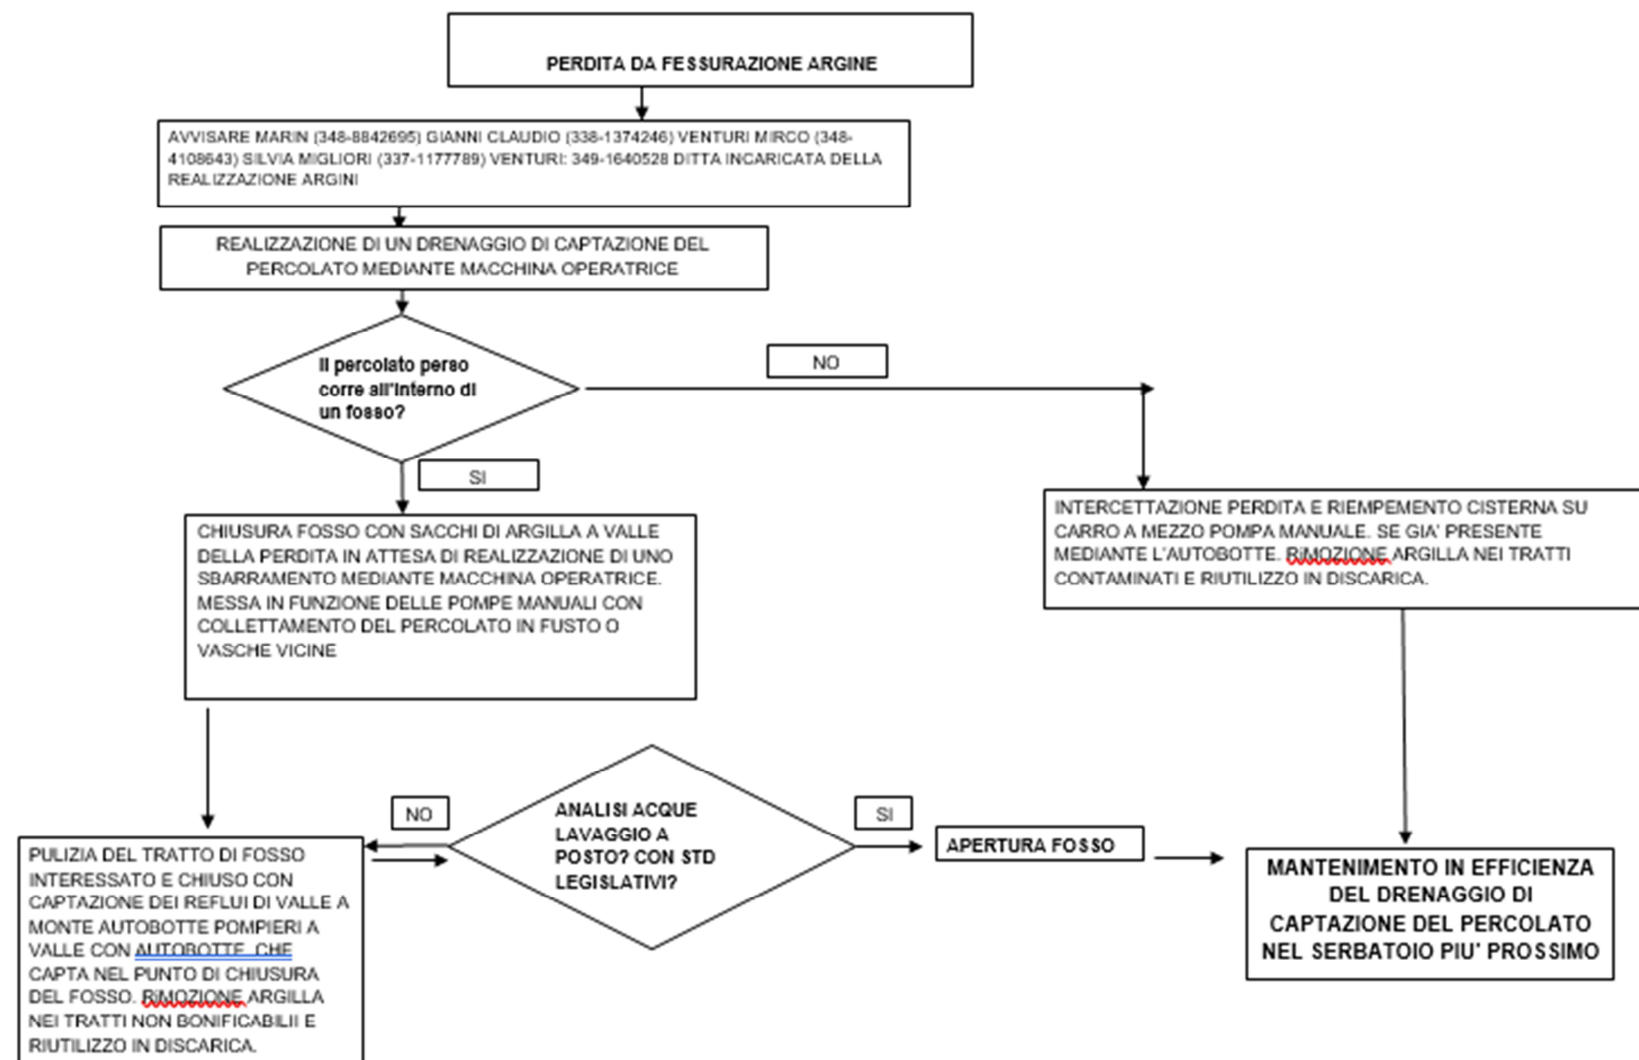 PERDITA DA FESSURAZIONE ARGINE
AVVISARE MARIN (348-8842695) GIANNI CLAUDIO (338-1374246) VENTURI MIRCO (348-
4108643) SILVIA MIGLIORI (337-1177789) VENTURI: 349-1640528 DITTA INCARICATA DELLA
REALIZZAZIONE ARGINI
REALIZZAZIONE DI UN DRENAGGIO DI CAPTAZIONE DEL
PERCOLATO MEDIANTE MACCHINA OPERATRICE
Il percolato perso
corre all'interno di
un fosso?
NO
SI
CHIUSURA FOSSO CON SACCHI DI ARGILLA A VALLE
DELLA PERDITA IN ATTESA DI REALIZZAZIONE DI UNO
SBARRAMENTO MEDIANTE MACCHINA OPERATRICE.
MESSA IN FUNZIONE DELLE POMPE MANUALI CON
COLLETTAMENTO DEL PERCOLATO IN FUSTO O
VASCHE VICINE
INTERCETTAZIONE PERDITA E RIEMPEMENTO CISTERNA SU
CARRO A MEZZO POMPA MANUALE. SE GIA' PRESENTE
MEDIANTE L'AUTOBOTTE. RiMOZIONE ARGILLA NEI TRATTI
CONTAMINATI E RIUTILIZZO IN DISCARICA.
PULIZIA DEL TRATTO DI FOSSO
INTERESSATO E CHIUSO CON
CAPTAZIONE DEI REFLUI DI VALLE A
MONTE AUTOBOTTE POMPIERI A
VALLE CON AUTOBOTTE CHE
CAPTA NEL PUNTO DI CHIUSURA
DEL FOSSO. RiMOZIONE ARGILLA
NEI TRATTI NON BONIFICABILII E
RIUTILIZZO IN DISCARICA.
NO
ANALISI ACQUE
LAVAGGIO A
POSTO? CON STD
LEGISLATIVI?
SI
APERTURA FOSSO
MANTENIMENTO IN EFFICIENZA
DEL DRENAGGIO DI
CAPTAZIONE DEL PERCOLATO
NEL SERBATOIO PIU' PROSSIMO